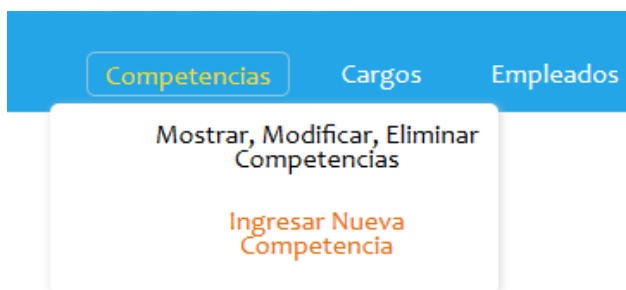 Competencias Cargos Empleados
Mostrar, Modificar, Eliminar
Competencias
Ingresar Nueva
Competencia